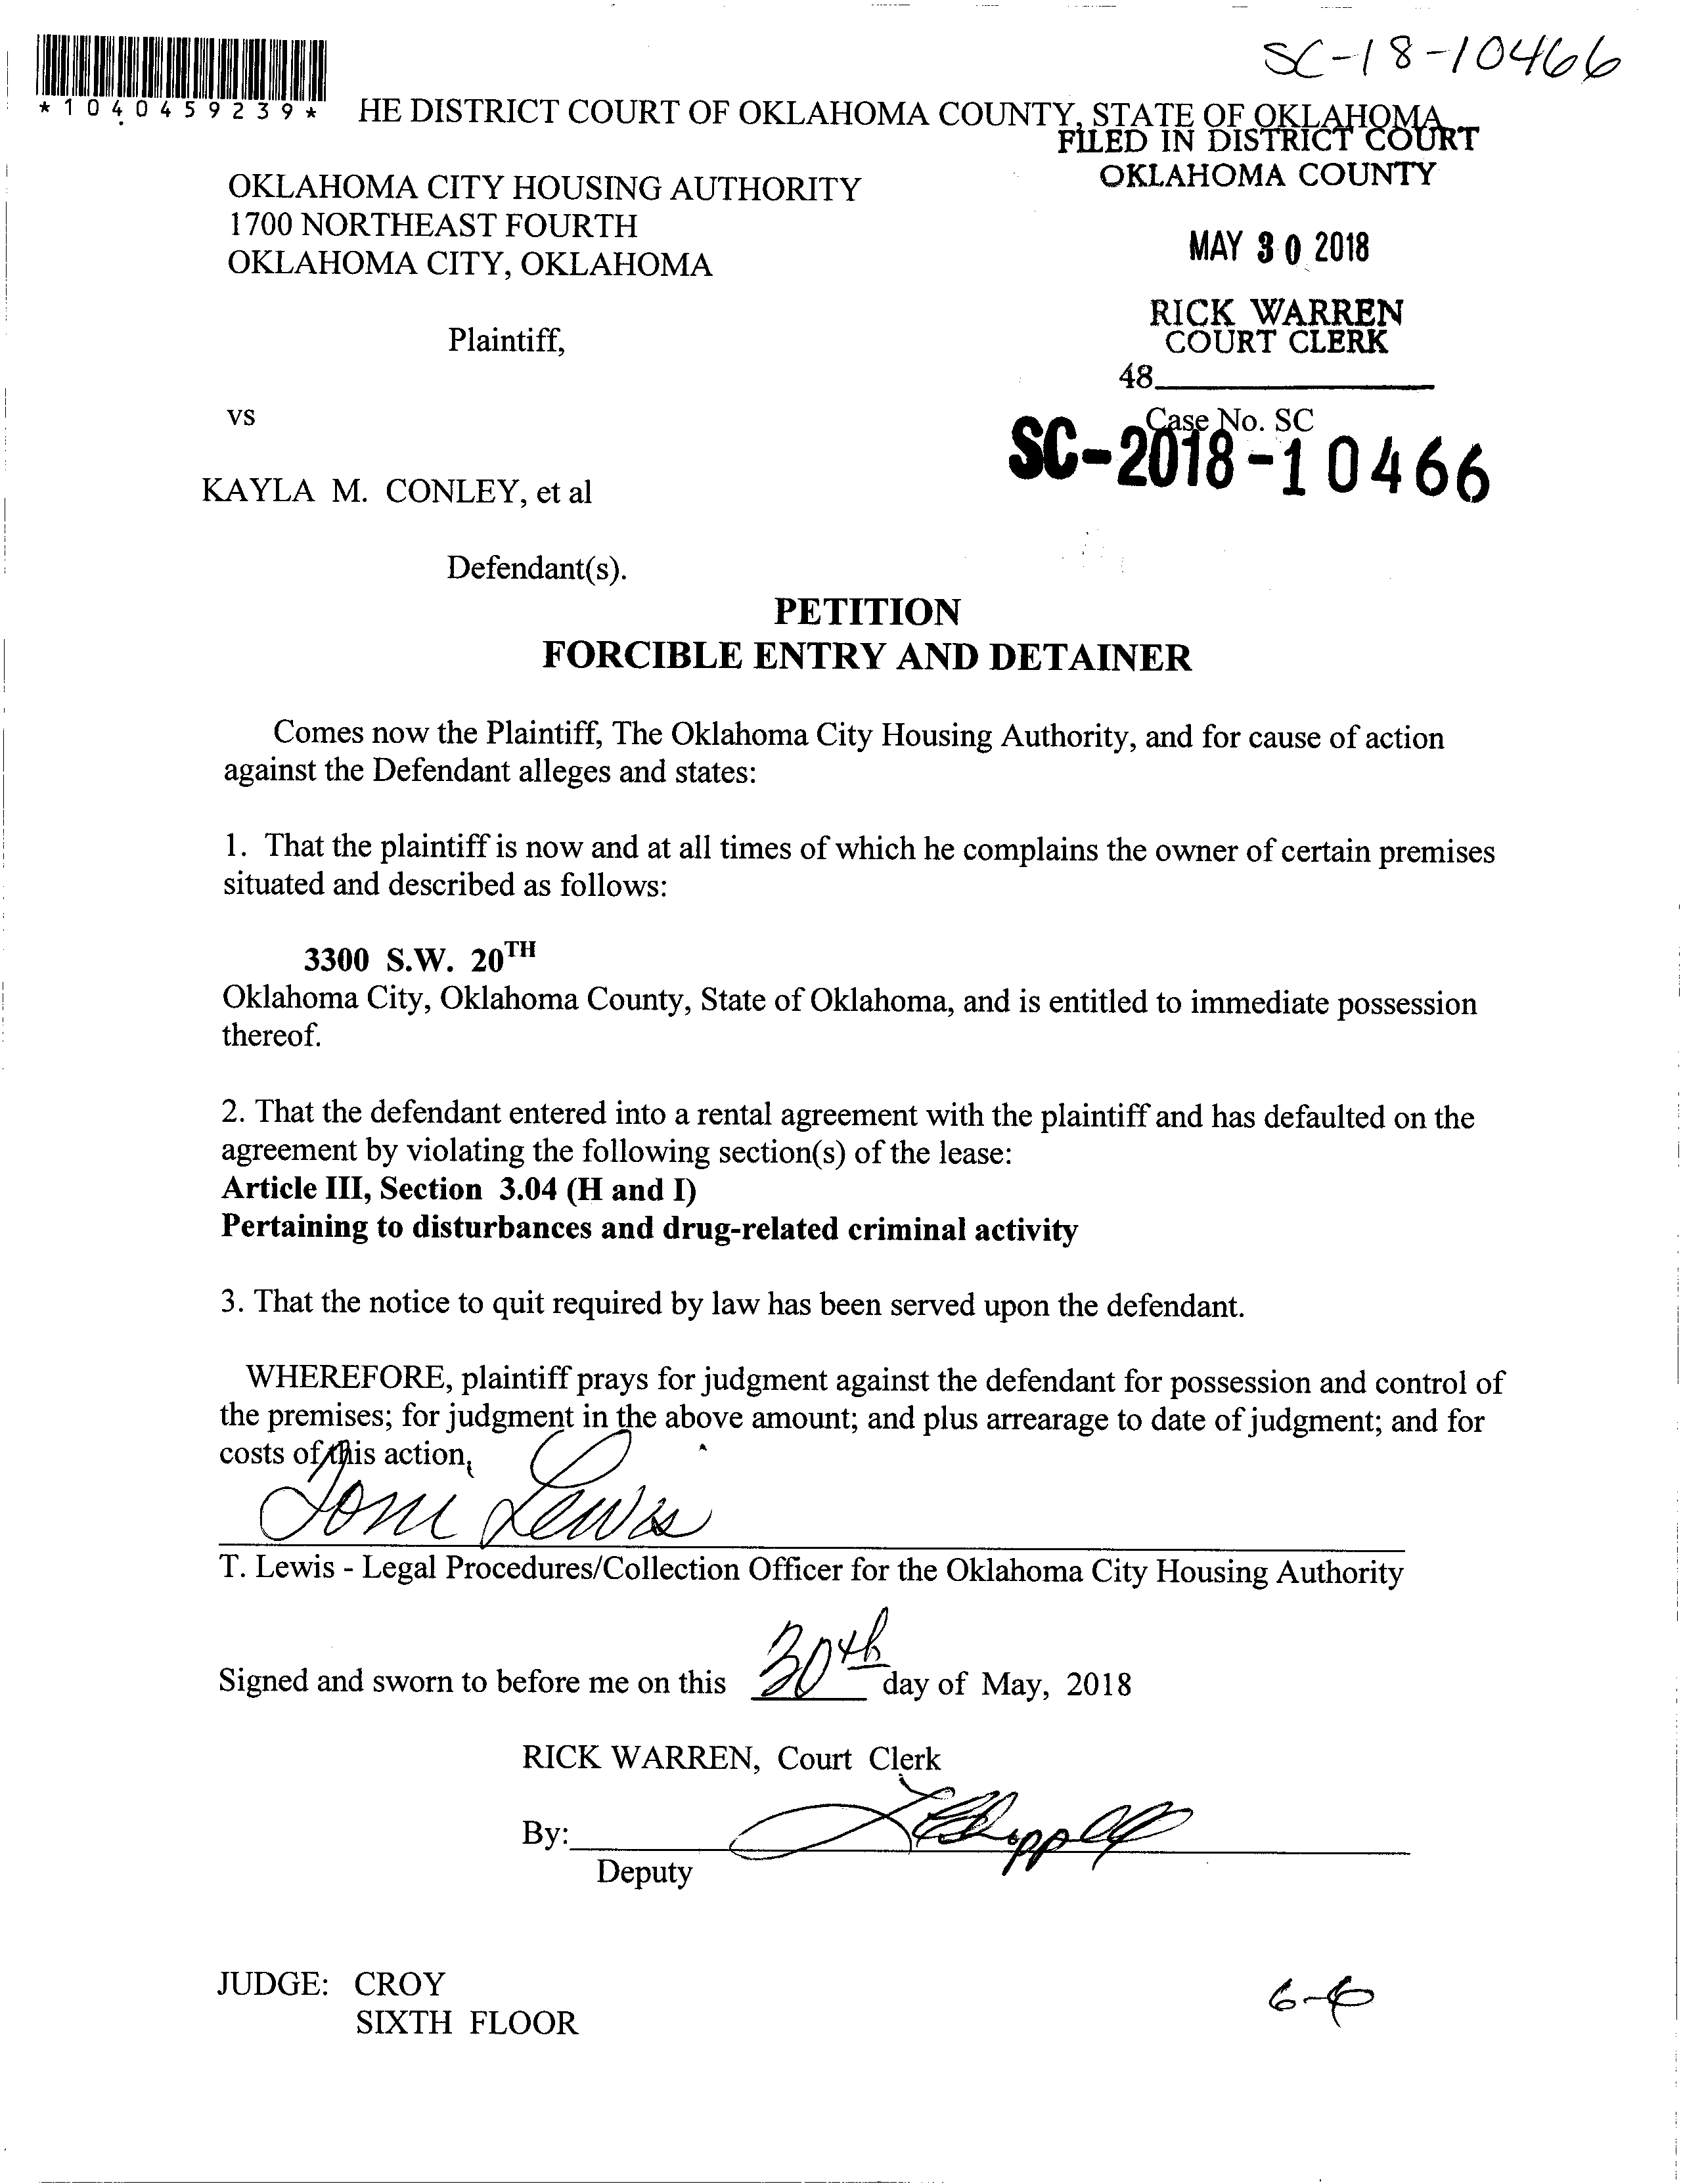 SC-18-10466
*1040459239*
HE DISTRICT COURT OF OKLAHOMA COUNTY, STATE OF OKLAHOMA
FILED IN DISTRICT COURT
OKLAHOMA COUNTY
OKLAHOMA CITY HOUSING AUTHORITY
1700 NORTHEAST FOURTH
OKLAHOMA CITY, OKLAHOMA
MAY 30 2018
RICK WARREN
COURT CLERK
Plaintiff,
48
vs
Case No. SC
SC-2018-10466
KAYLA M. CONLEY, et al
Defendant(s).
PETITION
FORCIBLE ENTRY AND DETAINER
Comes now the Plaintiff, The Oklahoma City Housing Authority, and for cause of action
against the Defendant alleges and states:
1. That the plaintiff is now and at all times of which he complains the owner of certain premises
situated and described as follows:
3300 S.W. 20TH
Oklahoma City, Oklahoma County, State of Oklahoma, and is entitled to immediate possession
thereof.
2. That the defendant entered into a rental agreement with the plaintiff and has defaulted on the
agreement by violating the following section(s) of the lease:
Article III, Section 3.04 (H and I)
Pertaining to disturbances and drug-related criminal activity
3. That the notice to quit required by law has been served upon the defendant.
WHEREFORE, plaintiff prays for judgment against the defendant for possession and control of
the premises; for judgment in the above amount; and plus arrearage to date of judgment; and for
costs of this action,
Toni Lewis
T. Lewis - Legal Procedures/Collection Officer for the Oklahoma City Housing Authority
Signed and sworn to before me on this 30th day of May, 2018
RICK WARREN, Court Clerk
By:
Deputy
JUDGE: CROY
SIXTH FLOOR